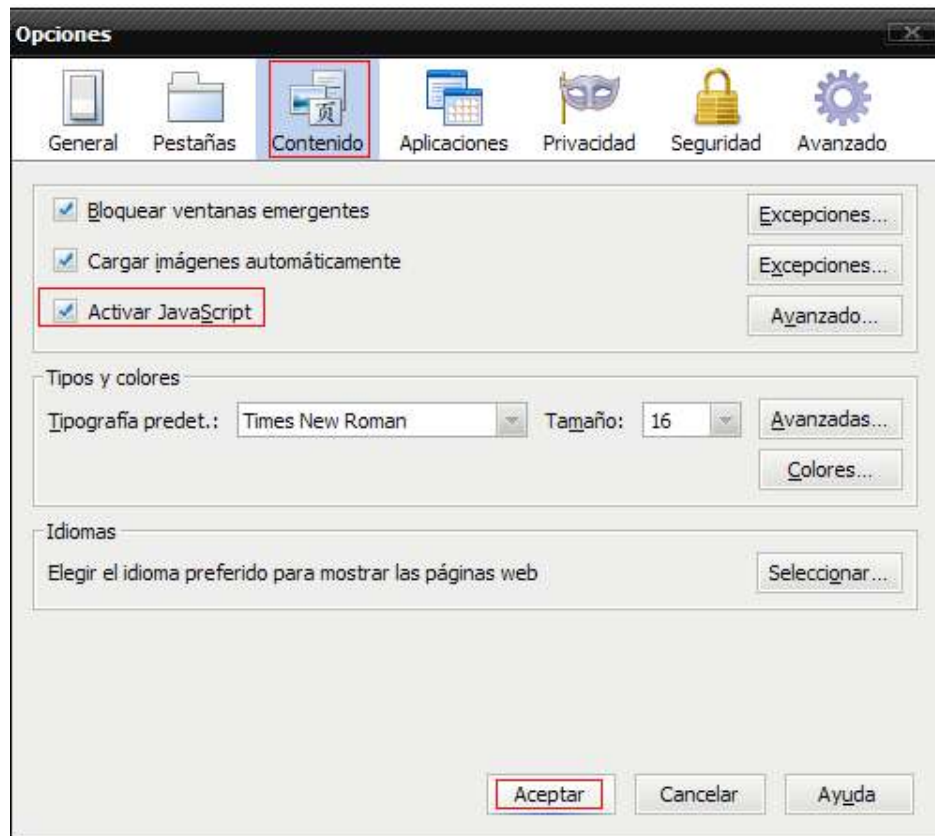 Opciones
页
General Pestañas Contenido Aplicaciones Privacidad Seguridad Avanzado
Bloquear ventanas emergentes Excepciones...
Cargar imágenes automáticamente Excepciones...
Activar JavaScript Avanzado...
Tipos y colores
Tipografía predet.: Times New Roman Tamaño: 16 Avanzadas...
Colores...
Idiomas
Elegir el idioma preferido para mostrar las páginas web Seleccionar...
Aceptar Cancelar Ayuda